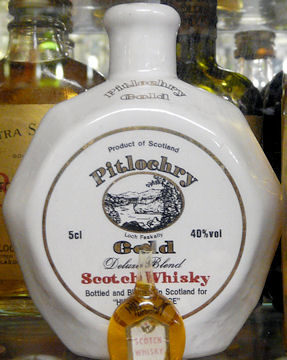 Pitlochry
Gold
Product of Scotland
Pitlochry
Loch Faskally
5cl
40%vol
Gold
Deluxe Blend
Scotch Whisky
Bottled and in Scotland for
SCOTCH
WHISKY